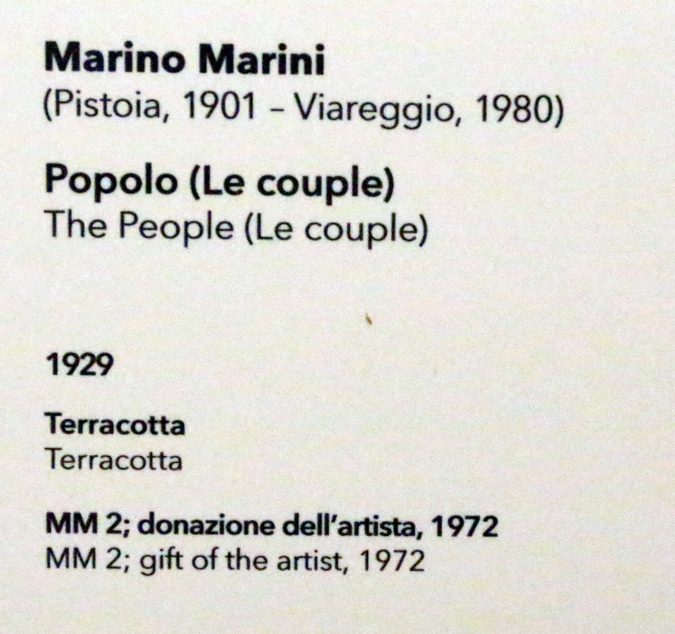 Marino Marini
(Pistoia, 1901 – Viareggio, 1980)
Popolo (Le couple)
The People (Le couple)
1929
Terracotta
Terracotta
MM 2; donazione dell'artista, 1972
MM 2; gift of the artist, 1972